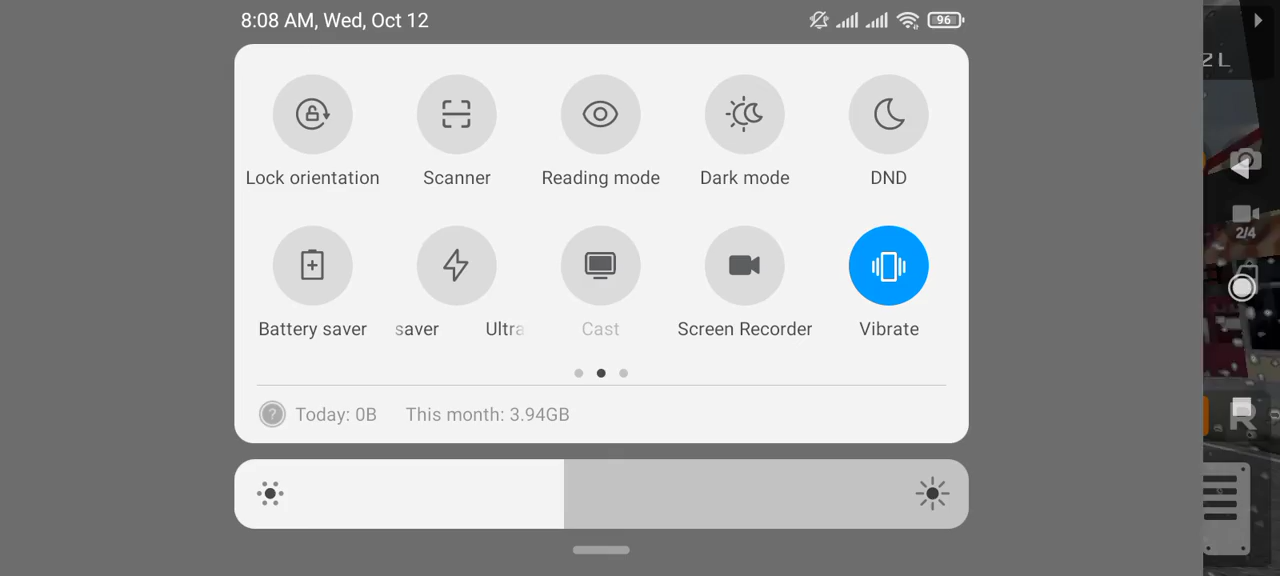 8:08 AM, Wed, Oct 12
96
Lock orientation Scanner Reading mode Dark mode DND
Battery saver saver Ultra Cast Screen Recorder Vibrate
Today: 0B This month: 3.94GB
2/4
R